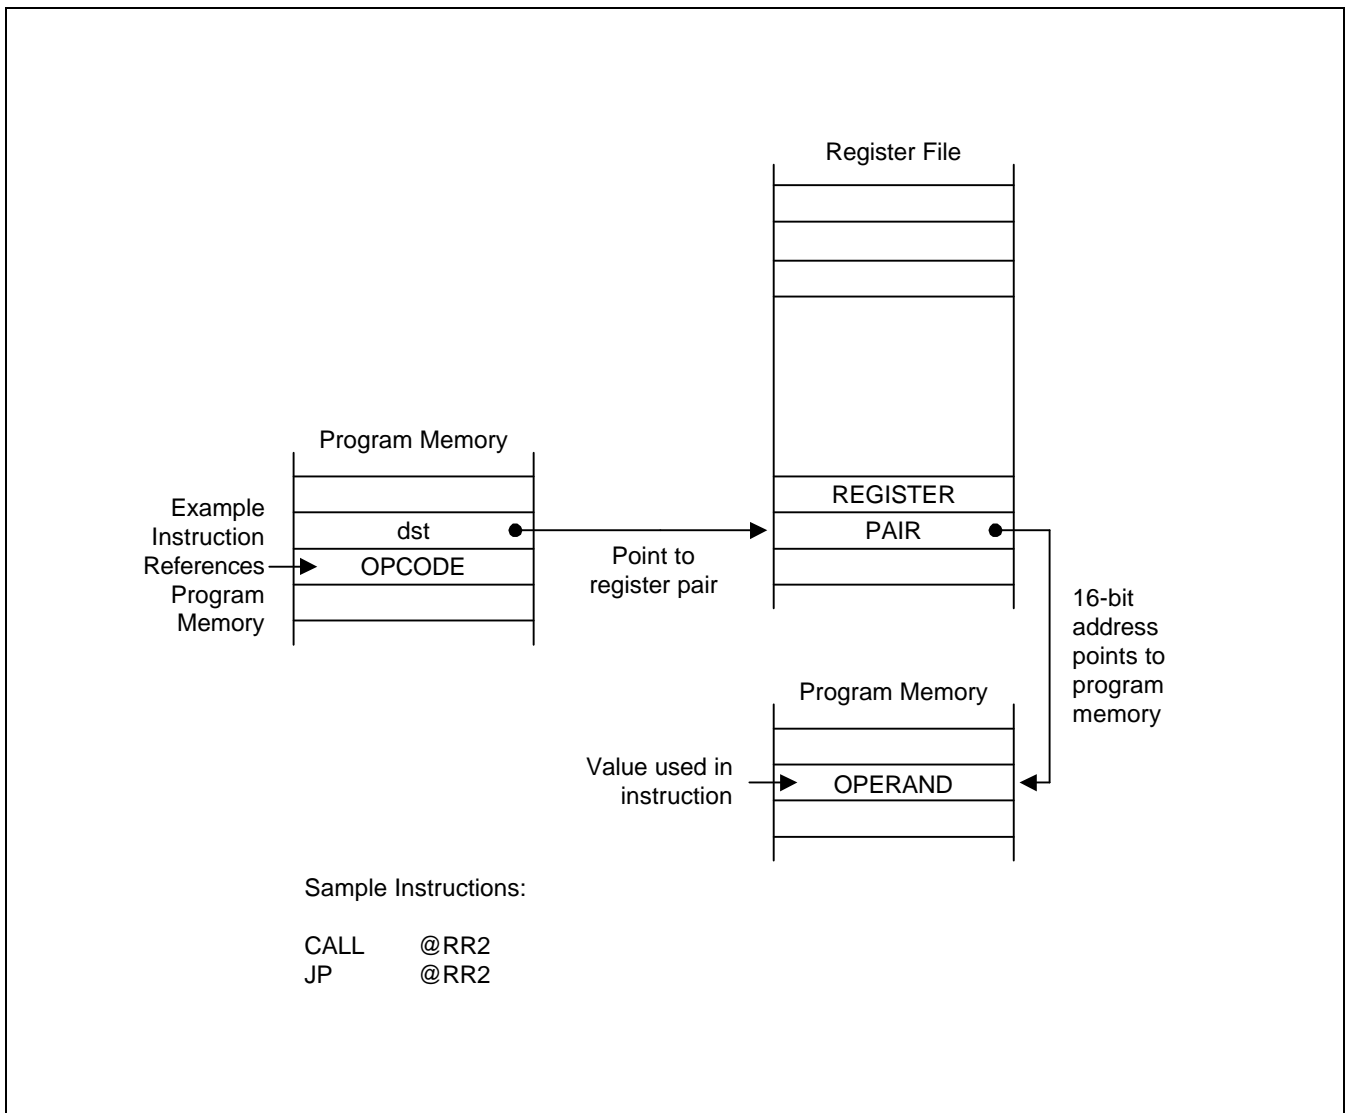 Register File
Program Memory
REGISTER
Example
Instruction
References
Program
Memory
dst
OPCODE
PAIR
Point to
register pair
16-bit
address
points to
program
memory
Program Memory
Value used in
instruction
OPERAND
Sample Instructions:
CALL @RR2
JP @RR2